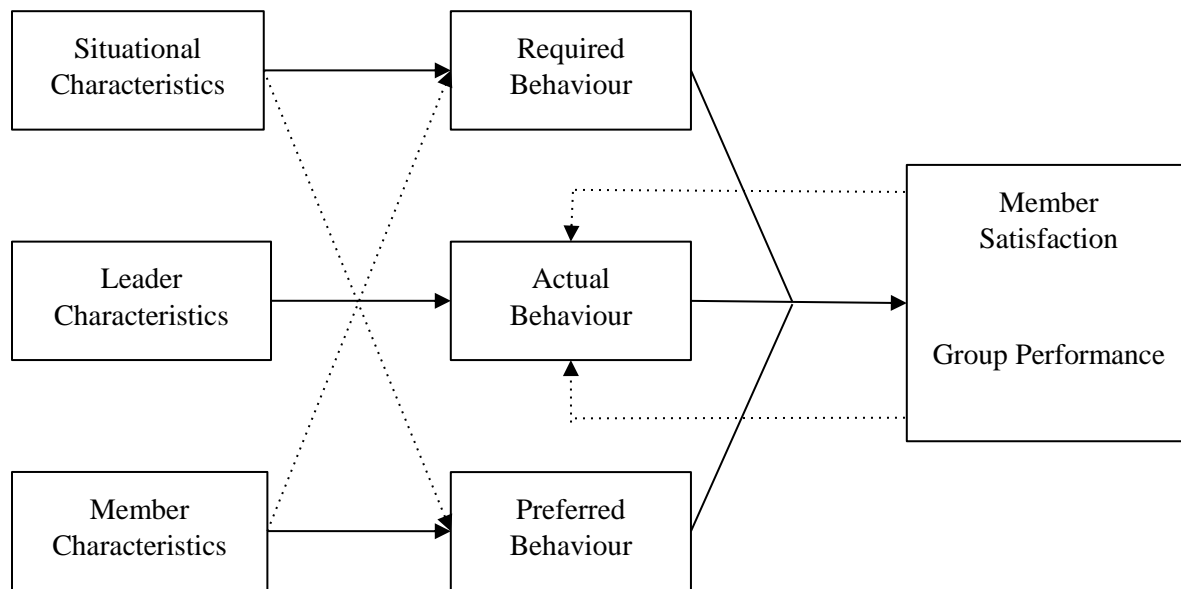 Situational
Characteristics
Required
Behaviour
Member
Satisfaction
Leader
Characteristics
Actual
Behaviour
Group Performance
Member
Characteristics
Preferred
Behaviour